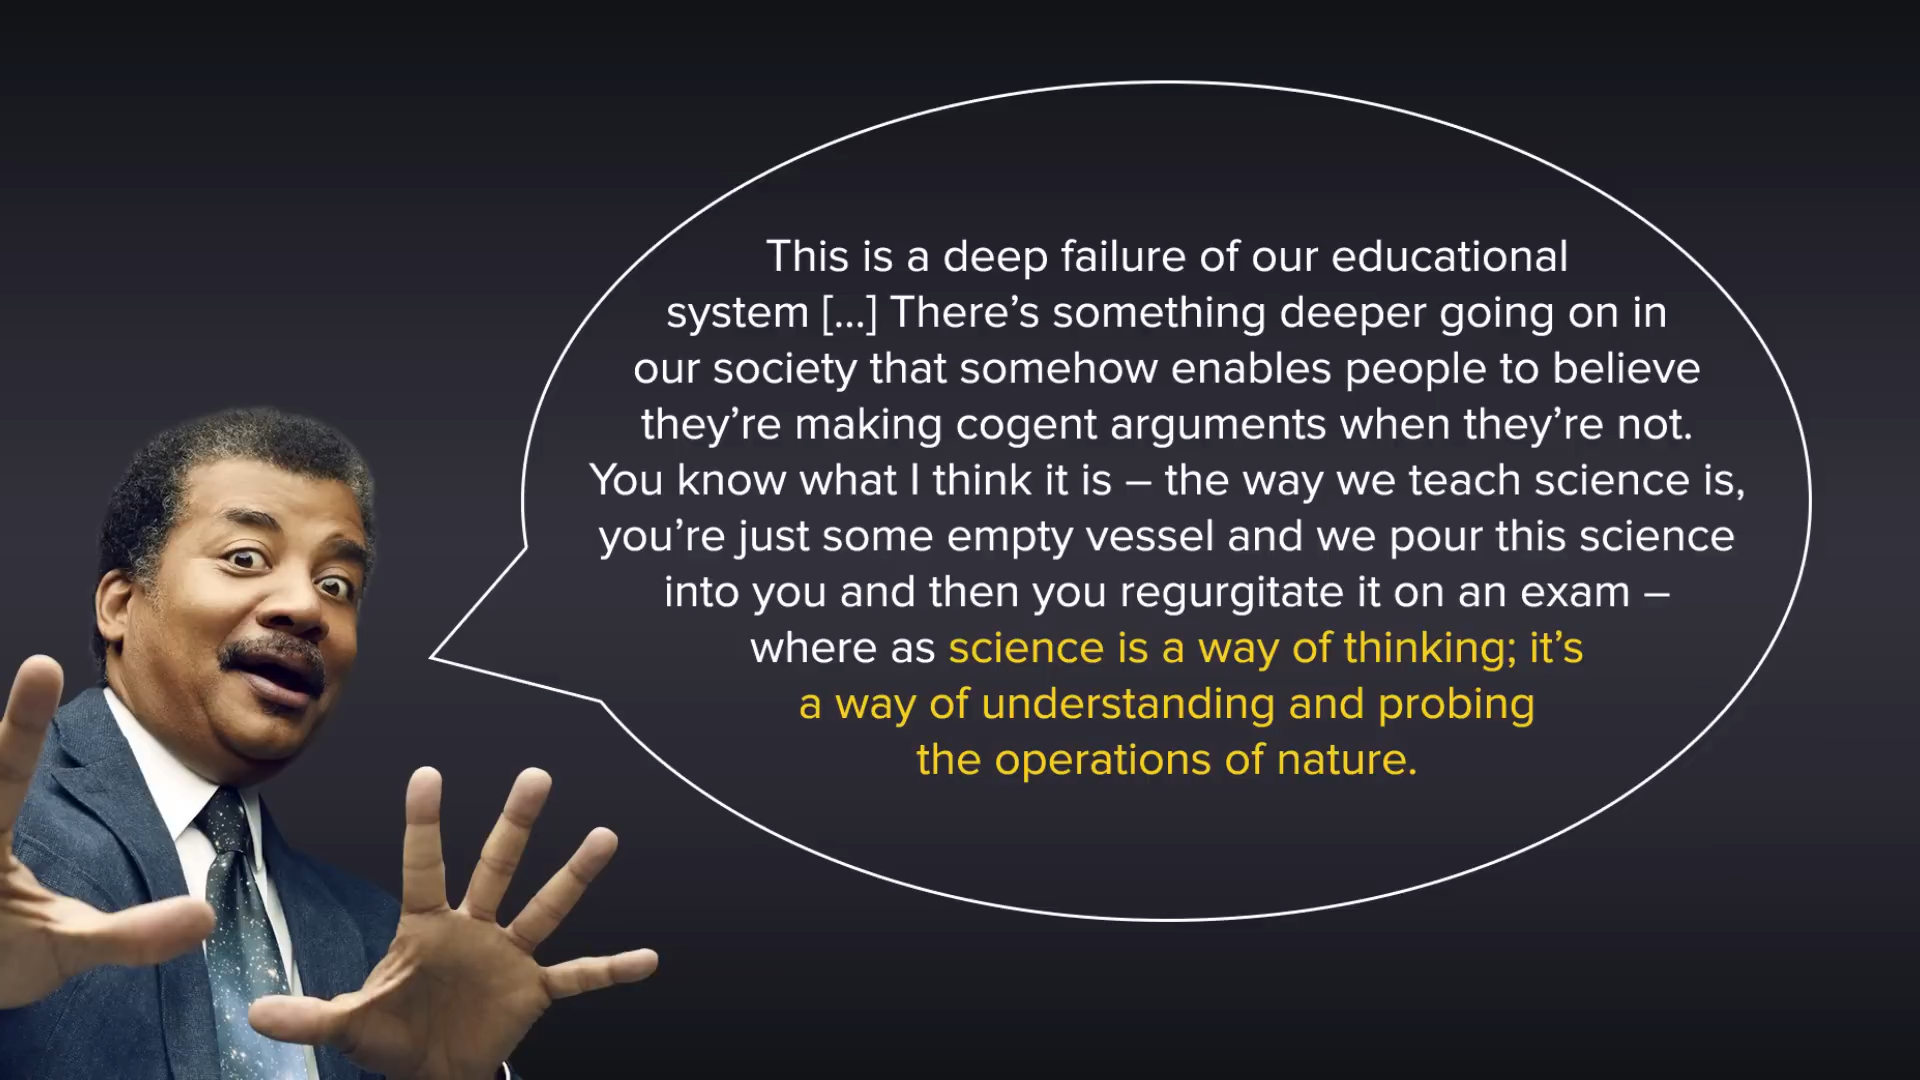 This is a deep failure of our educational
system [...] There’s something deeper going on in
our society that somehow enables people to believe
they’re making cogent arguments when they’re not.
You know what I think it is – the way we teach science is,
you’re just some empty vessel and we pour this science
into you and then you regurgitate it on an exam –
where as science is a way of thinking; it’s
a way of understanding and probing
the operations of nature.